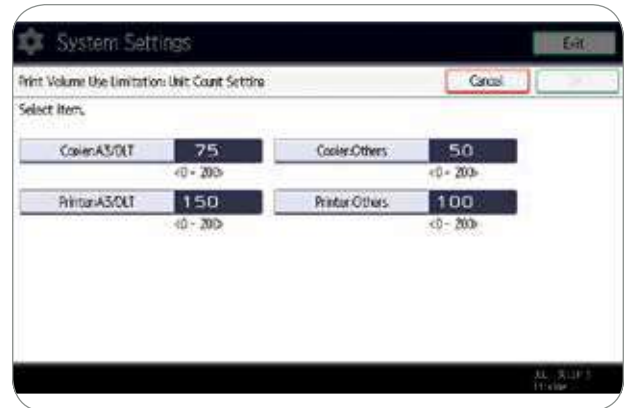 System Settings Exit
Print Volume Use Limitation: Unit Count Setting Cancel
Select Item.
Copier:A3/DLT 75 Copier:Others 50
<0 - 200> <0 - 200>
Printer:A3/DLT 150 Printer:Others 100
<0 - 200> <0 - 200>